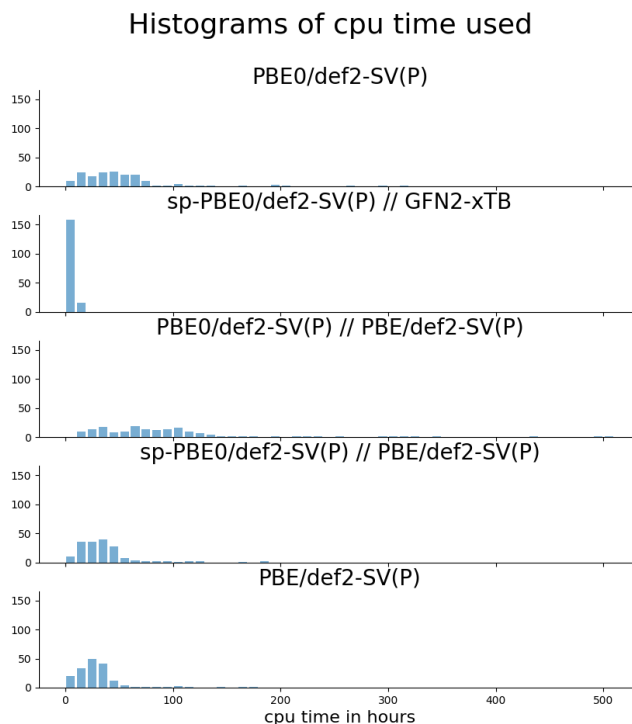 Histograms of cpu time used
PBE0/def2-SV(P)
150
100
50
0
sp-PBE0/def2-SV(P) // GFN2-xTB
150
100
50
0
PBE0/def2-SV(P) // PBE/def2-SV(P)
150
100
50
0
sp-PBE0/def2-SV(P) // PBE/def2-SV(P)
150
100
50
0
PBE/def2-SV(P)
150
100
50
0
0 100 200 300 400 500
cpu time in hours